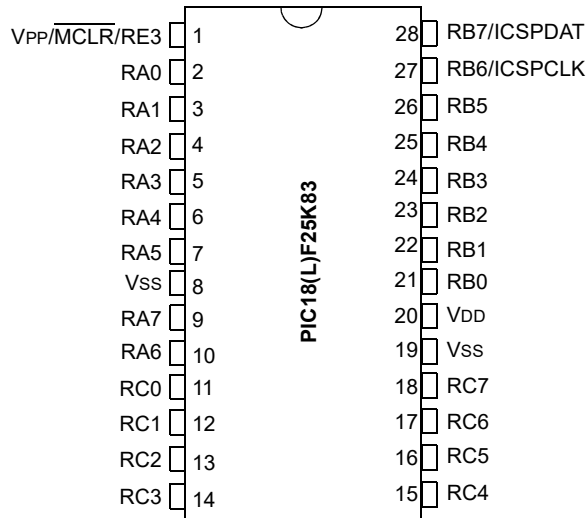 VPP/MCLR/RE3 1 28 RB7/ICSPDAT
RA0 2 27 RB6/ICSPCLK
RA1 3 26 RB5
RA2 4 25 RB4
RA3 5 24 RB3
RA4 6 23 RB2
RA5 7 22 RB1
VSS 8 21 RB0
RA7 9 20 VDD
RA6 10 19 VSS
RC0 11 18 RC7
RC1 12 17 RC6
RC2 13 16 RC5
RC3 14 15 RC4
PIC18(L)F25K83